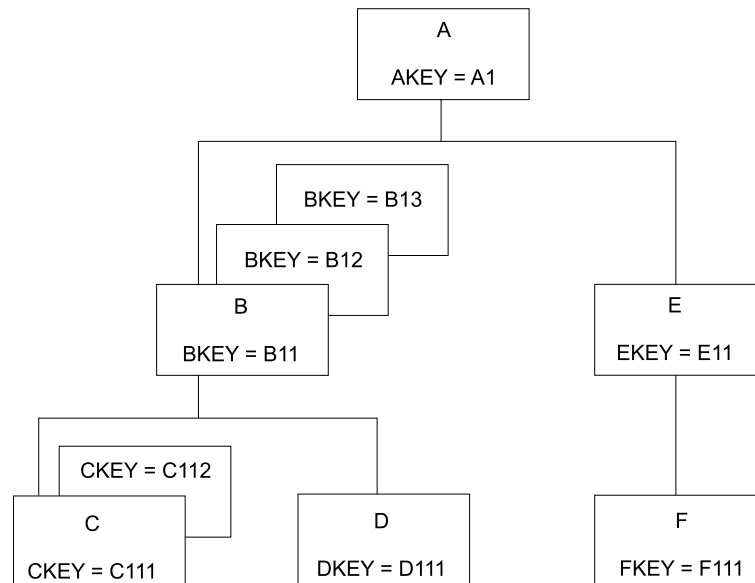 A
AKEY = A1
BKEY = B13
BKEY = B12
B
BKEY = B11
E
EKEY = E11
CKEY = C112
C
CKEY = C111
D
DKEY = D111
F
FKEY = F111